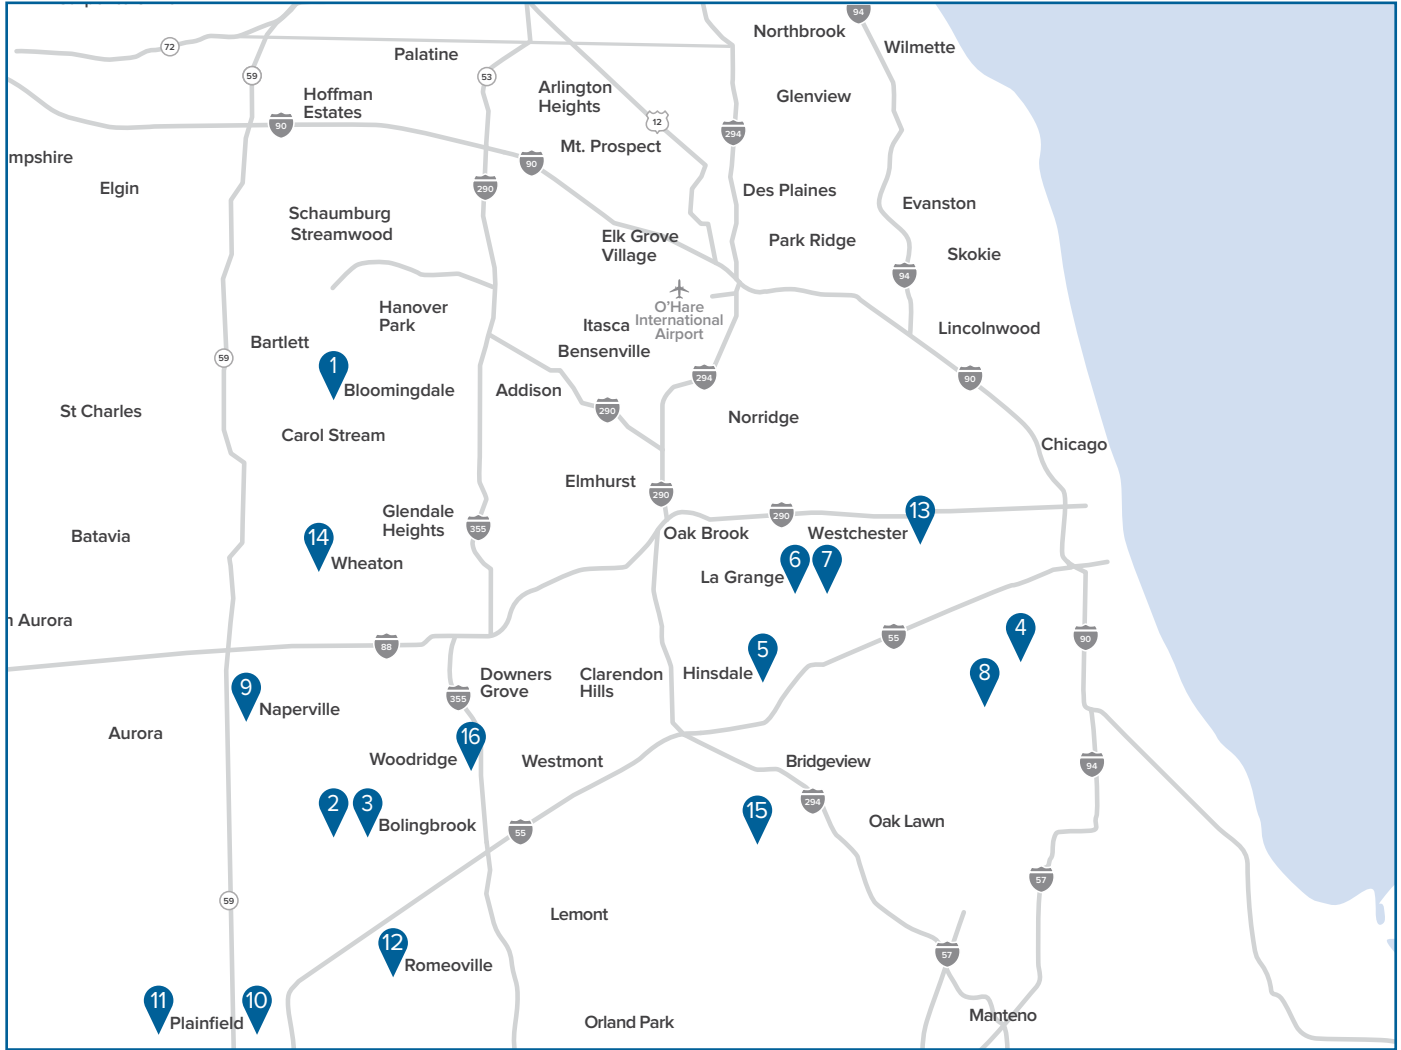 94
Northbrook
Wilmette
72
Palatine
59
53
Arlington
Heights
Hoffman
Estates
Glenview
90
12
294
Mt. Prospect
mpshire
90
Elgin
290
Des Plaines
Evanston
Schaumburg
Streamwood
Elk Grove
Village
Park Ridge
Skokie
94
Hanover
Park
O'Hare
International
Airport
Itasca
Lincolnwood
Bartlett
Bensenville
59
1
Bloomingdale
Addison
294
90
290
St Charles
Norridge
Carol Stream
Chicago
Elmhurst
290
Glendale
Heights
355
290
13
Batavia
14
Wheaton
Oak Brook
Westchester
6
7
La Grange
n Aurora
88
55
4
90
5
Hinsdale
8
Downers
Grove
Clarendon
Hills
9
Naperville
355
Aurora
16
Woodridge
Westmont
Bridgeview
94
2
3
Bolingbrook
55
294
15
Oak Lawn
57
59
Lemont
12
Romeoville
57
11
Plainfield
10
Orland Park
Manteno